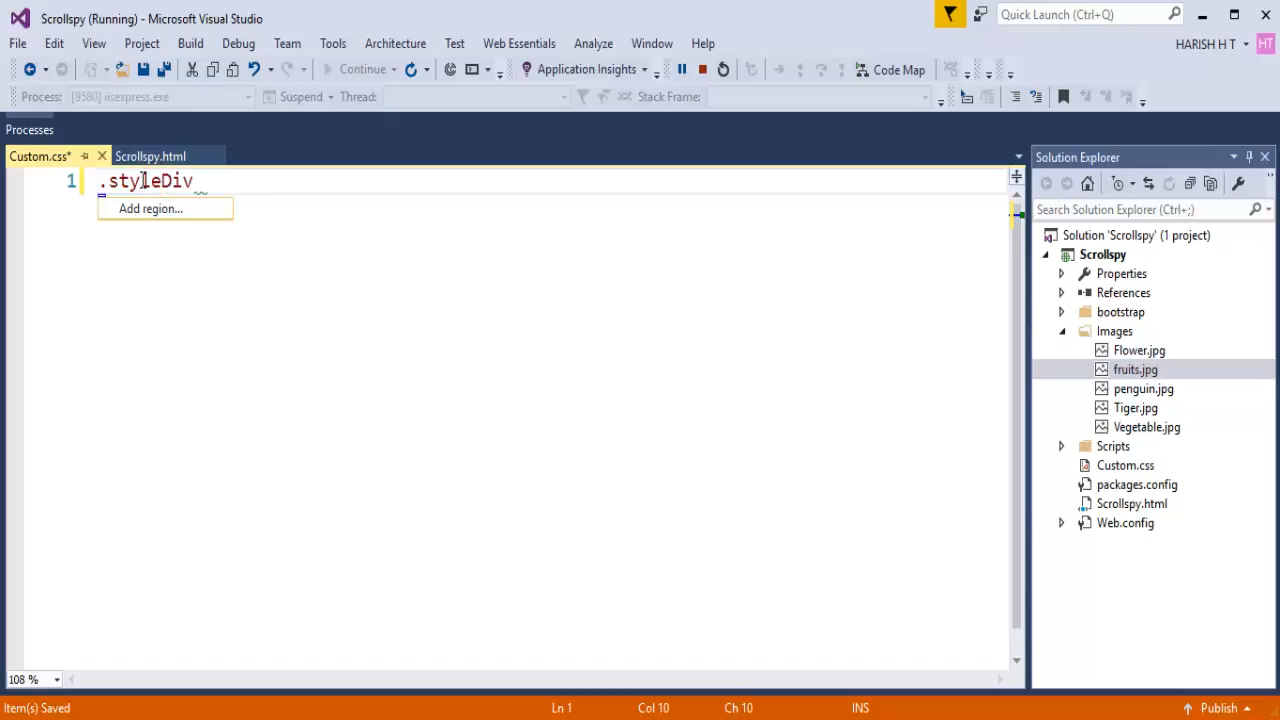 Scrollspy (Running) - Microsoft Visual Studio
Quick Launch (Ctrl+Q)
File Edit View Project Build Debug Team Tools Architecture Test Web Essentials Analyze Window Help
HARISH H T HT
Continue Application Insights Code Map
Process: [9580] iisexpress.exe Suspend Thread: Stack Frame:
Processes
Custom.css* Scrollspy.html
Solution Explorer
1 .styleDiv
Add region...
Search Solution Explorer (Ctrl+;)
Solution 'Scrollspy' (1 project)
Scrollspy
Properties
References
bootstrap
Images
Flower.jpg
fruits.jpg
penguin.jpg
Tiger.jpg
Vegetable.jpg
Scripts
Custom.css
packages.config
Scrollspy.html
Web.config
108 %
Item(s) Saved Ln 1 Col 10 Ch 10 INS Publish